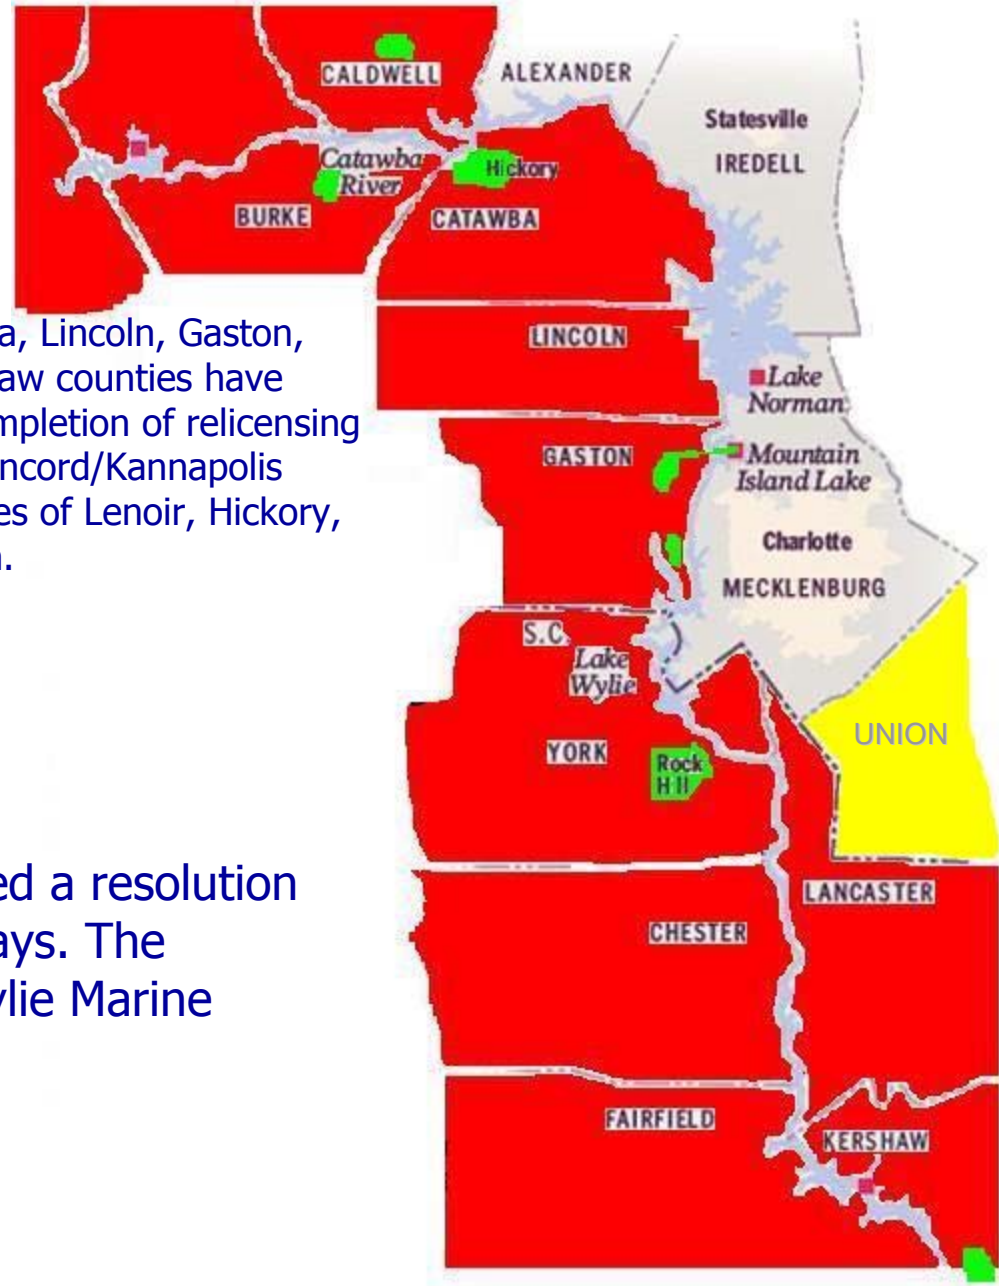 CALDWELL
ALEXANDER
Statesville
IREDELL
Catawba
River
Hickory
BURKE
CATAWBA
a, Lincoln, Gaston,
aw counties have
mpletion of relicensing
ncord/Kannapolis
es of Lenoir, Hickory,
LINCOLN
Lake
Norman
GASTON
Mountain
Island Lake
Charlotte
MECKLENBURG
S.C.
Lake
Wylie
UNION
YORK
Rock
H ll
ed a resolution
ays. The
ylie Marine
LANCASTER
CHESTER
FAIRFIELD
KERSHAW